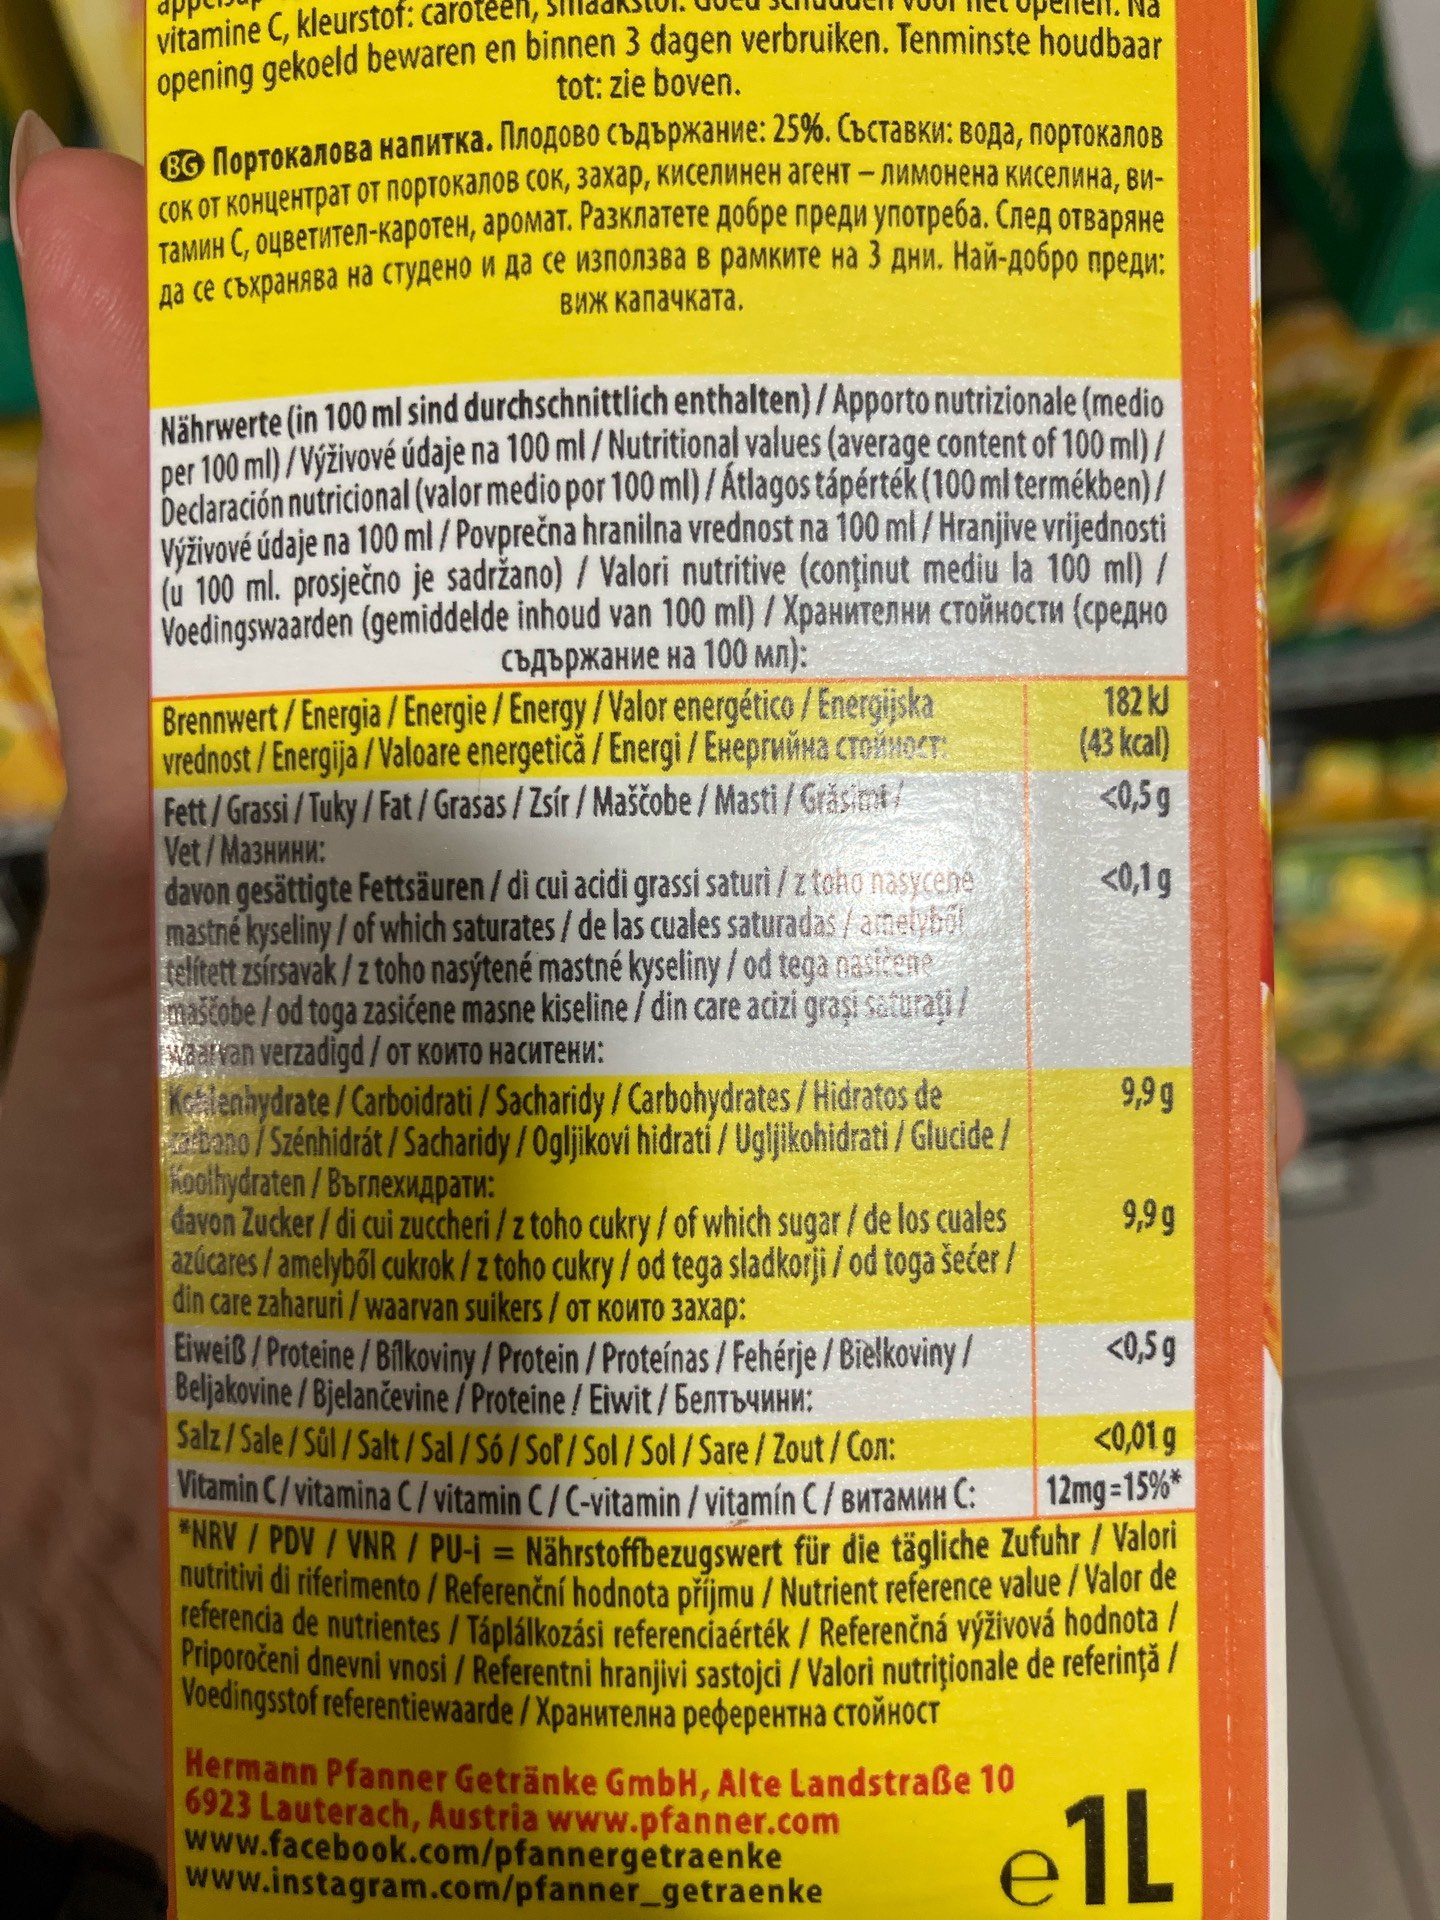 vitamine C, kleurstof: caroteen,
opening gekoeld bewaren en binnen 3 dagen verbruiken. Tenminste houdbaar
tot: zie boven.
BG Портокалова напитка. Плодово съдържание: 25%. Съставки: вода, портокалов
сок от концентрат от портокалов сок, захар, киселинен агент – лимонена киселина, ви-
тамин С, оцветител-каротен, аромат. Разклатете добре преди употреба. След отваряне
да се съхранява на студено и да се използва в рамките на 3 дни. Най-добро преди:
виж капачката.
Nährwerte (in 100 ml sind durchschnittlich enthalten) / Apporto nutrizionale (medio
per 100 ml) / Výživové údaje na 100 ml / Nutritional values (average content of 100 ml) /
Declaración nutricional (valor medio por 100 ml) / Átlagos tápérték (100 ml termékben) /
Výživové údaje na 100 ml / Povprečna hranilna vrednost na 100 ml / Hranjive vrijednosti
(u 100 ml. prosječno je sadržano) / Valori nutritive (conținut mediu la 100 ml) /
Voedingswaarden (gemiddelde inhoud van 100 ml) / Хранителни стойности (средно
съдържание на 100 мл):
Brennwert / Energia / Energie / Energy / Valor energético / Energijska 182 kJ
vrednost / Energija / Valoare energetică / Energi / Енергийна стойност: (43 kcal)
Fett / Grassi / Tuky / Fat / Grasas / Zsír / Maščobe / Masti / Grăsimi / <0,5 g
Vet / Мазнини:
davon gesättigte Fettsäuren / di cui acidi grassi saturi / z toho nasycené <0,1 g
mastné kyseliny / of which saturates / de las cuales saturadas / amelyből
telített zsírsavak / z toho nasýtené mastné kyseliny / od tega nasičene
maščobe / od toga zasićene masne kiseline / din care acizi grași saturați /
waarvan verzadigd / от които наситени:
Kohlenhydrate / Carboidrati / Sacharidy / Carbohydrates / Hidratos de 9,9 g
carbono / Szénhidrát / Sacharidy / Ogljikovi hidrati / Ugljikohidrati / Glucide /
Koolhydraten / Въглехидрати:
davon Zucker / di cui zuccheri / z toho cukry / of which sugar / de los cuales 9,9 g
azúcares / amelyből cukrok / z toho cukry / od tega sladkorji / od toga šećer /
din care zaharuri / waarvan suikers / от които захар:
Eiweiß / Proteine / Bílkoviny / Protein / Proteínas / Fehérje / Bielkoviny / <0,5 g
Beljakovine / Bjelančevine / Proteine / Eiwit / Белтъчини:
Salz / Sale / Sůl / Salt / Sal / Só / Soľ / Sol / Sol / Sare / Zout / Сол: <0,01 g
Vitamin C / vitamina C / vitamin C / C-vitamin / vitamín C / витамин С: 12mg=15%*
*NRV / PDV / VNR / PU-i = Nährstoffbezugswert für die tägliche Zufuhr / Valori
nutritivi di riferimento / Referenční hodnota příjmu / Nutrient reference value / Valor de
referencia de nutrientes / Táplálkozási referenciaérték / Referenčná výživová hodnota /
Priporočeni dnevni vnosi / Referentni hranjivi sastojci / Valori nutriționale de referință /
Voedingsstof referentiewaarde / Хранителна референтна стойност
Hermann Pfanner Getränke GmbH, Alte Landstraße 10
6923 Lauterach, Austria www.pfanner.com
www.facebook.com/pfannergetraenke
www.instagram.com/pfanner_getraenke
e 1L